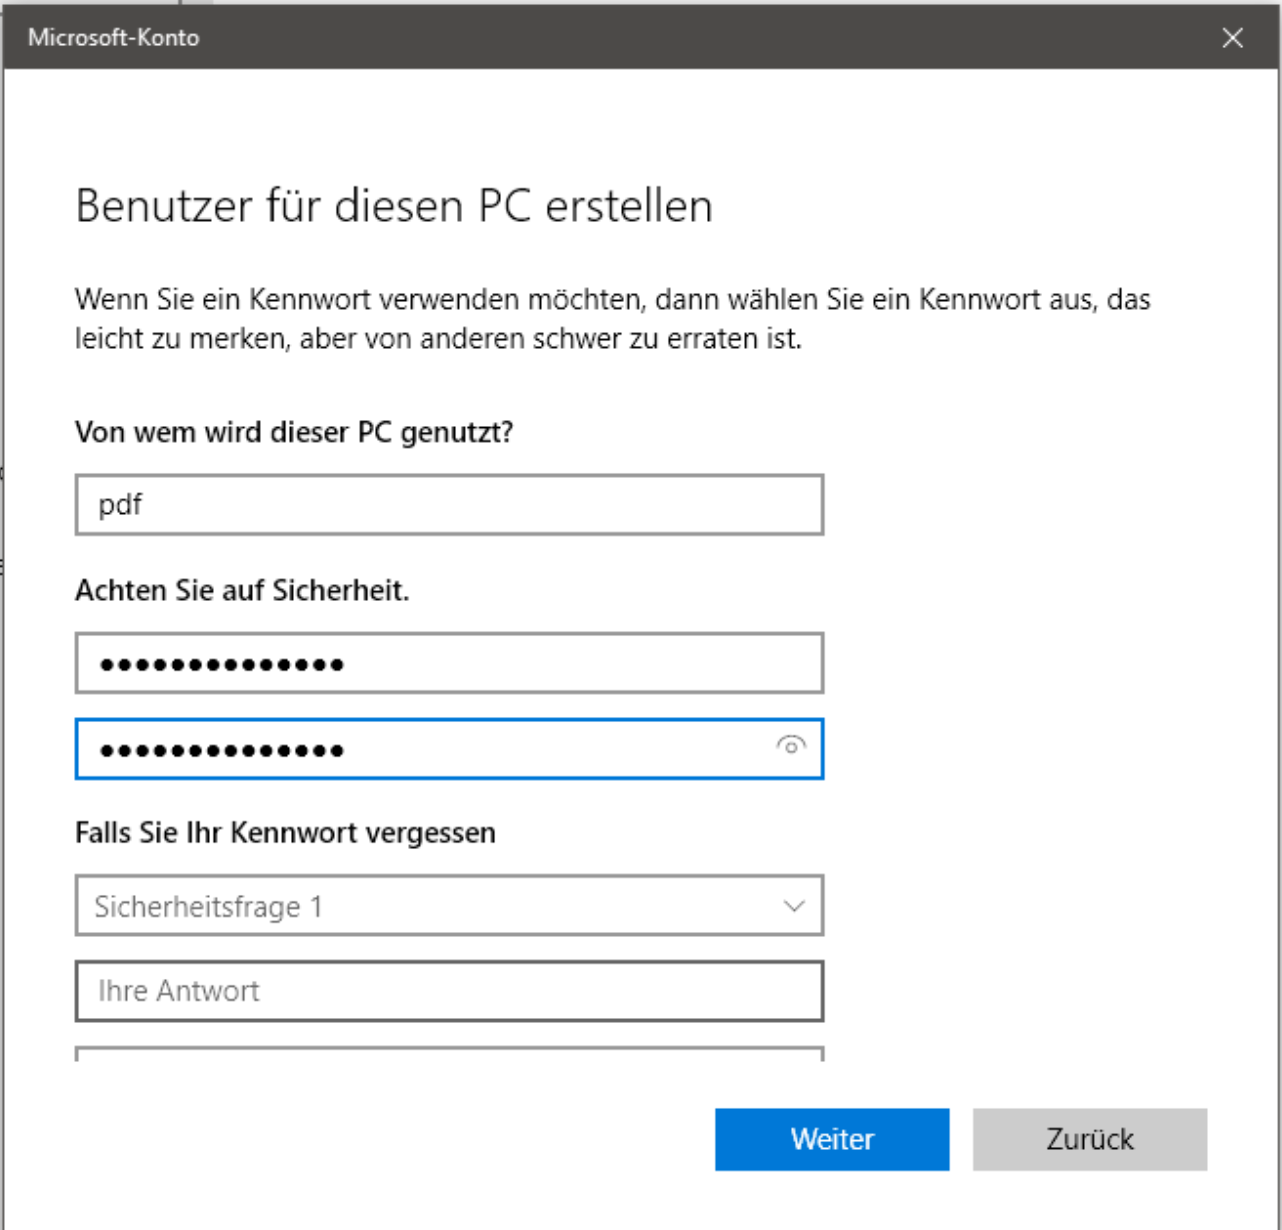 Microsoft-Konto
Benutzer für diesen PC erstellen
Wenn Sie ein Kennwort verwenden möchten, dann wählen Sie ein Kennwort aus, das
leicht zu merken, aber von anderen schwer zu erraten ist.
Von wem wird dieser PC genutzt?
pdf
Achten Sie auf Sicherheit.
●●●●●●●●●●●●●●
●●●●●●●●●●●●●●
Falls Sie Ihr Kennwort vergessen
Sicherheitsfrage 1
Ihre Antwort
Weiter Zurück